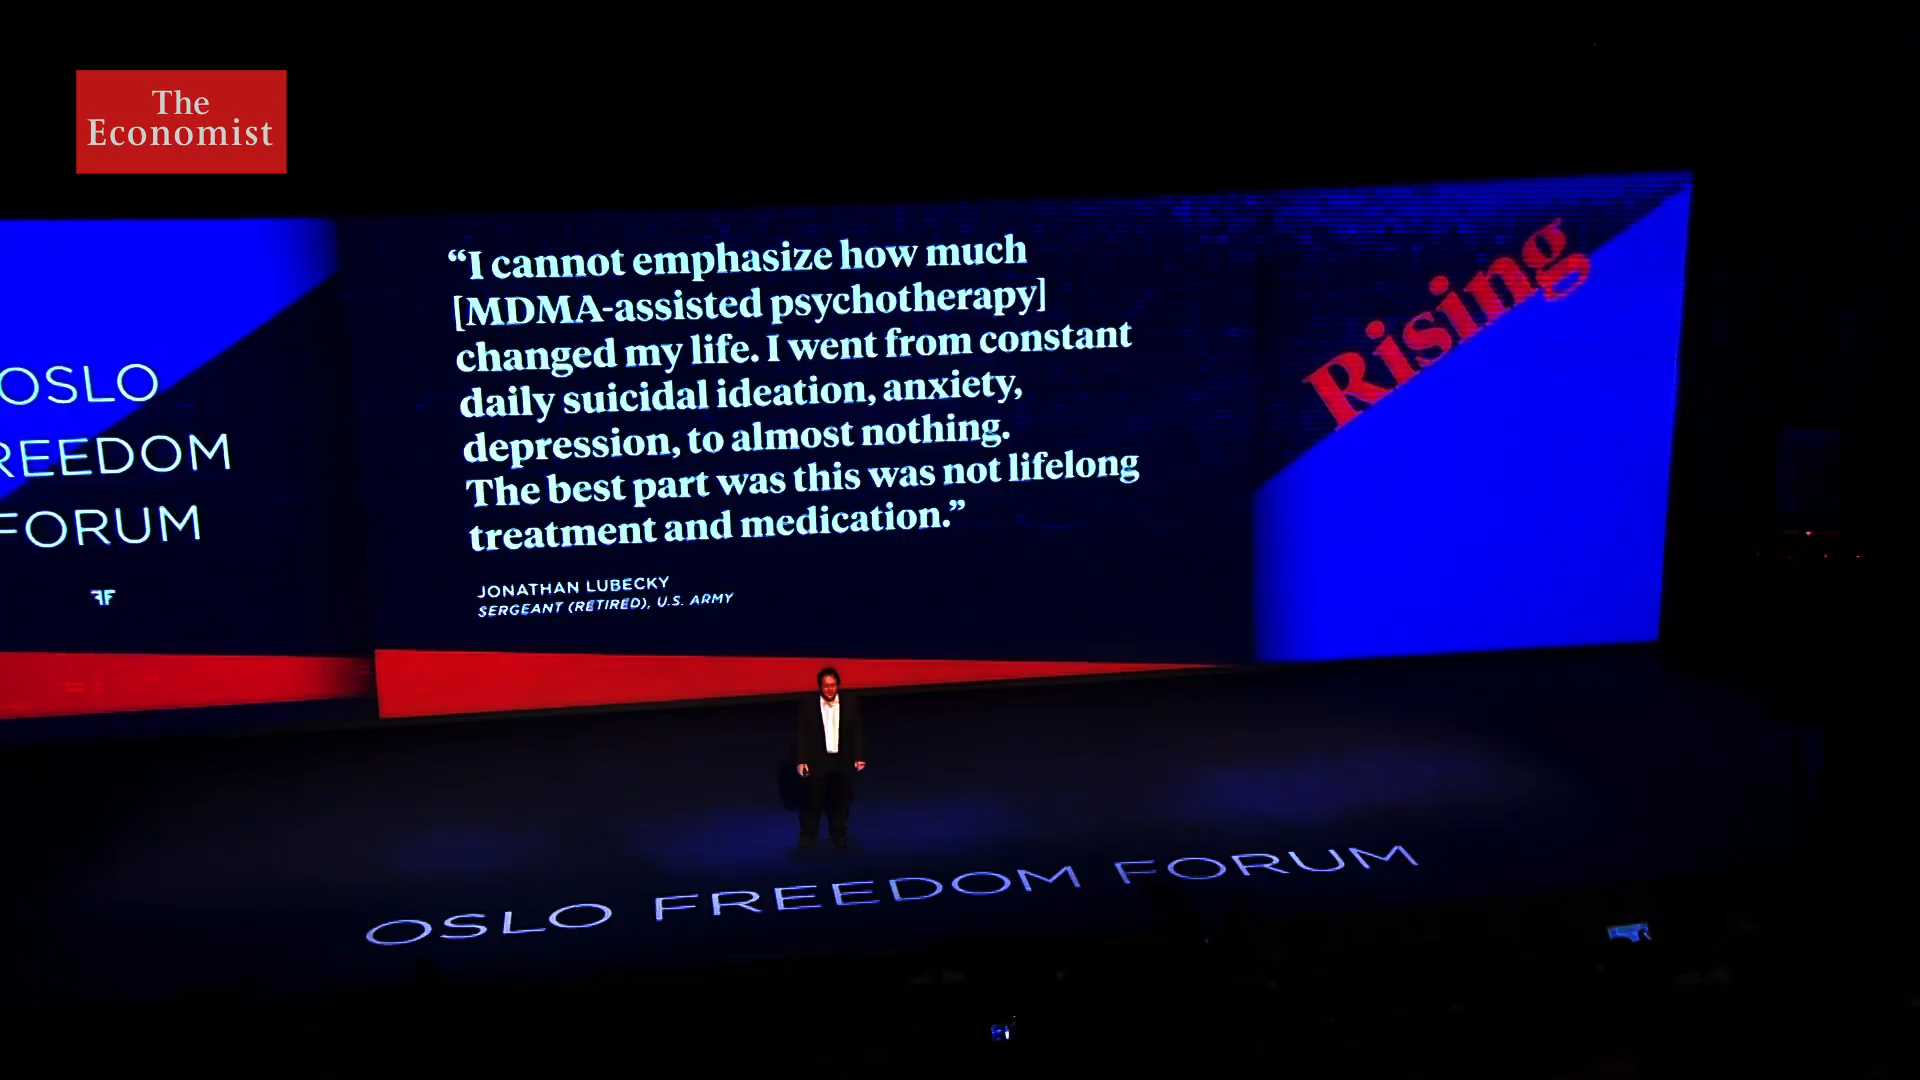 The
Economist
OSLO
REEDOM
FORUM
“I cannot emphasize how much
[MDMA-assisted psychotherapy]
changed my life. I went from constant
daily suicidal ideation, anxiety,
depression, to almost nothing.
The best part was this was not lifelong
treatment and medication.”
JONATHAN LUBECKY
SERGEANT (RETIRED), U.S. ARMY
Rising
OSLO FREEDOM FORUM